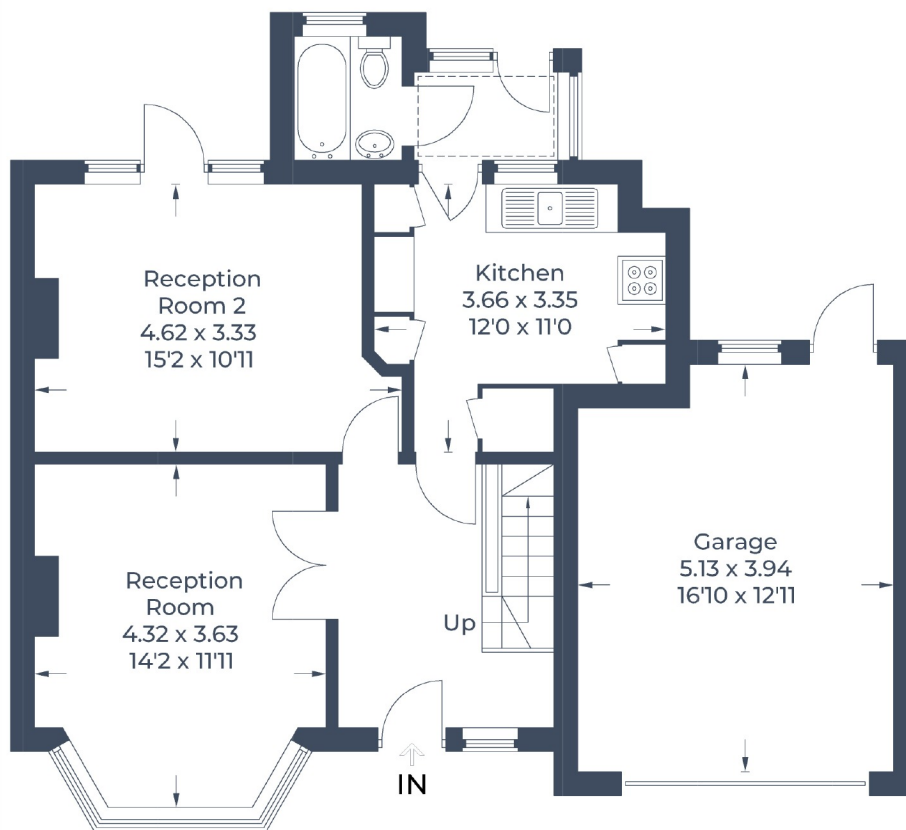 Reception
Room 2
4.62 x 3.33
15'2 x 10'11
Kitchen
3.66 x 3.35
12'0 x 11'0
Garage
5.13 x 3.94
16'10 x 12'11
Reception
Room
4.32 x 3.63
14'2 x 11'11
Up
IN